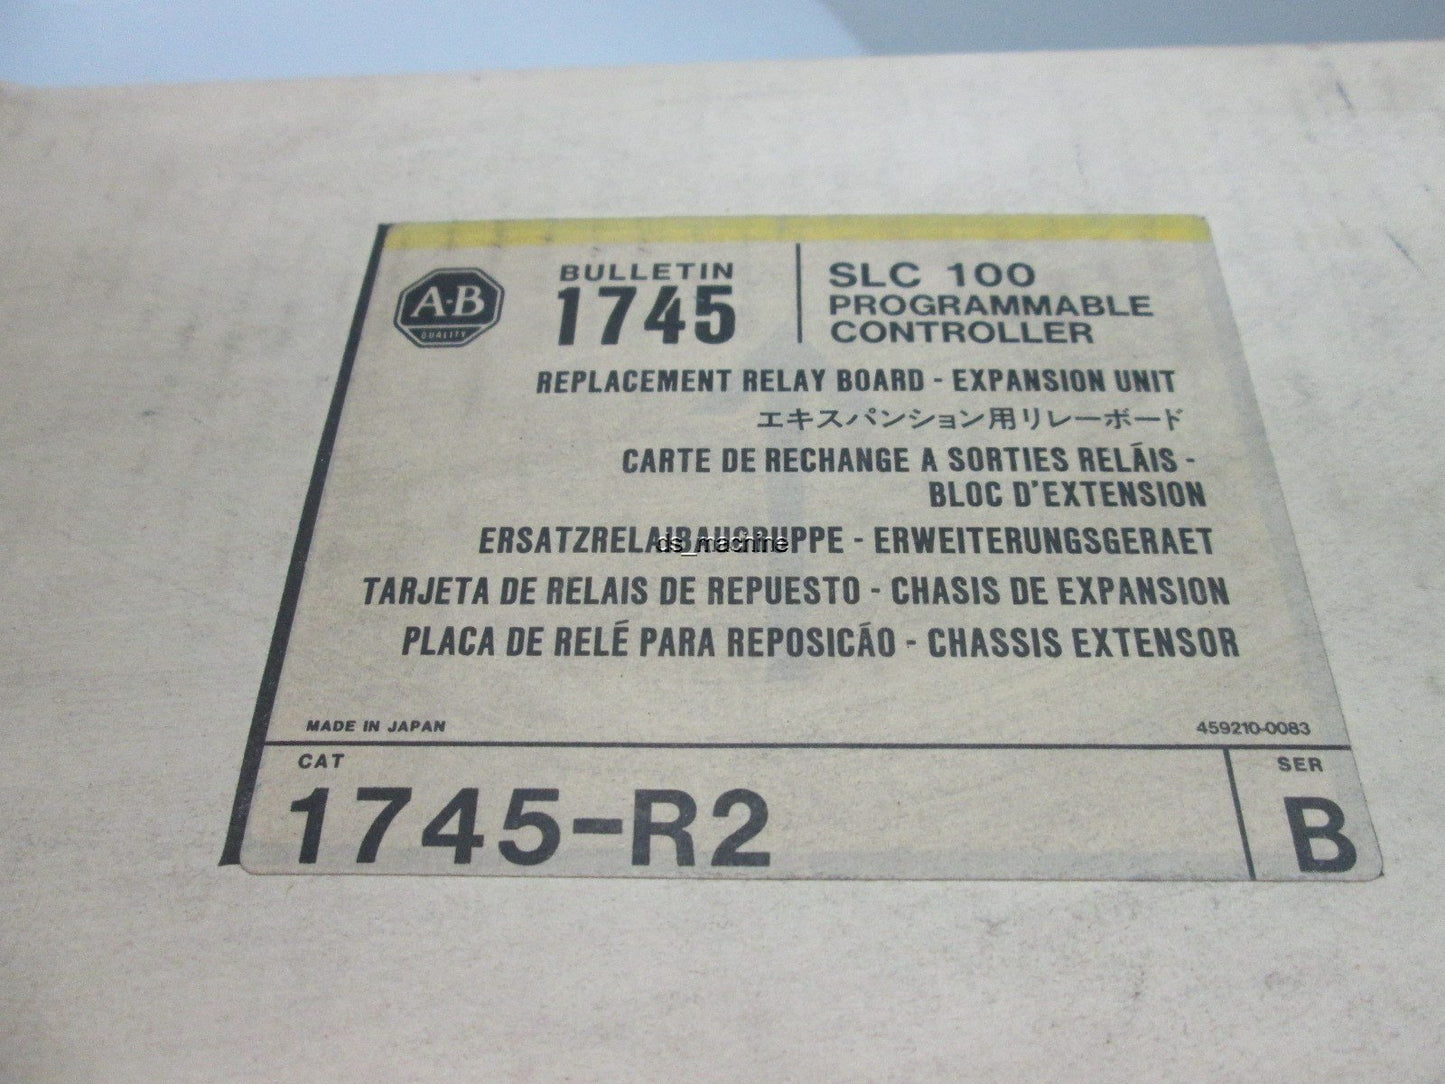 A-B
QUALITY
BULLETIN
1745
SLC 100
PROGRAMMABLE
CONTROLLER
REPLACEMENT RELAY BOARD - EXPANSION UNIT
エキスパンション用リレーボード
CARTE DE RECHANGE A SORTIES RELÁIS -
BLOC D'EXTENSION
ERSATZRELAIBAUGRUPPE - ERWEITERUNGSGERAET
ds_machine
TARJETA DE RELAIS DE REPUESTO - CHASIS DE EXPANSION
PLACA DE RELÉ PARA REPOSICÃO - CHASSIS EXTENSOR
MADE IN JAPAN
459210-0083
CAT
1745-R2
SER
B